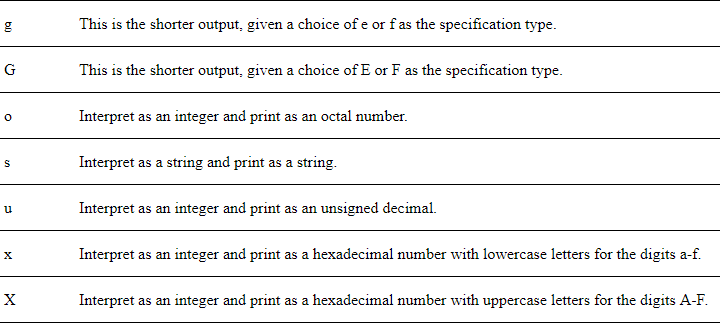 g This is the shorter output, given a choice of e or f as the specification type.
G This is the shorter output, given a choice of E or F as the specification type.
o Interpret as an integer and print as an octal number.
s Interpret as a string and print as a string.
u Interpret as an integer and print as an unsigned decimal.
x Interpret as an integer and print as a hexadecimal number with lowercase letters for the digits a-f.
X Interpret as an integer and print as a hexadecimal number with uppercase letters for the digits A-F.